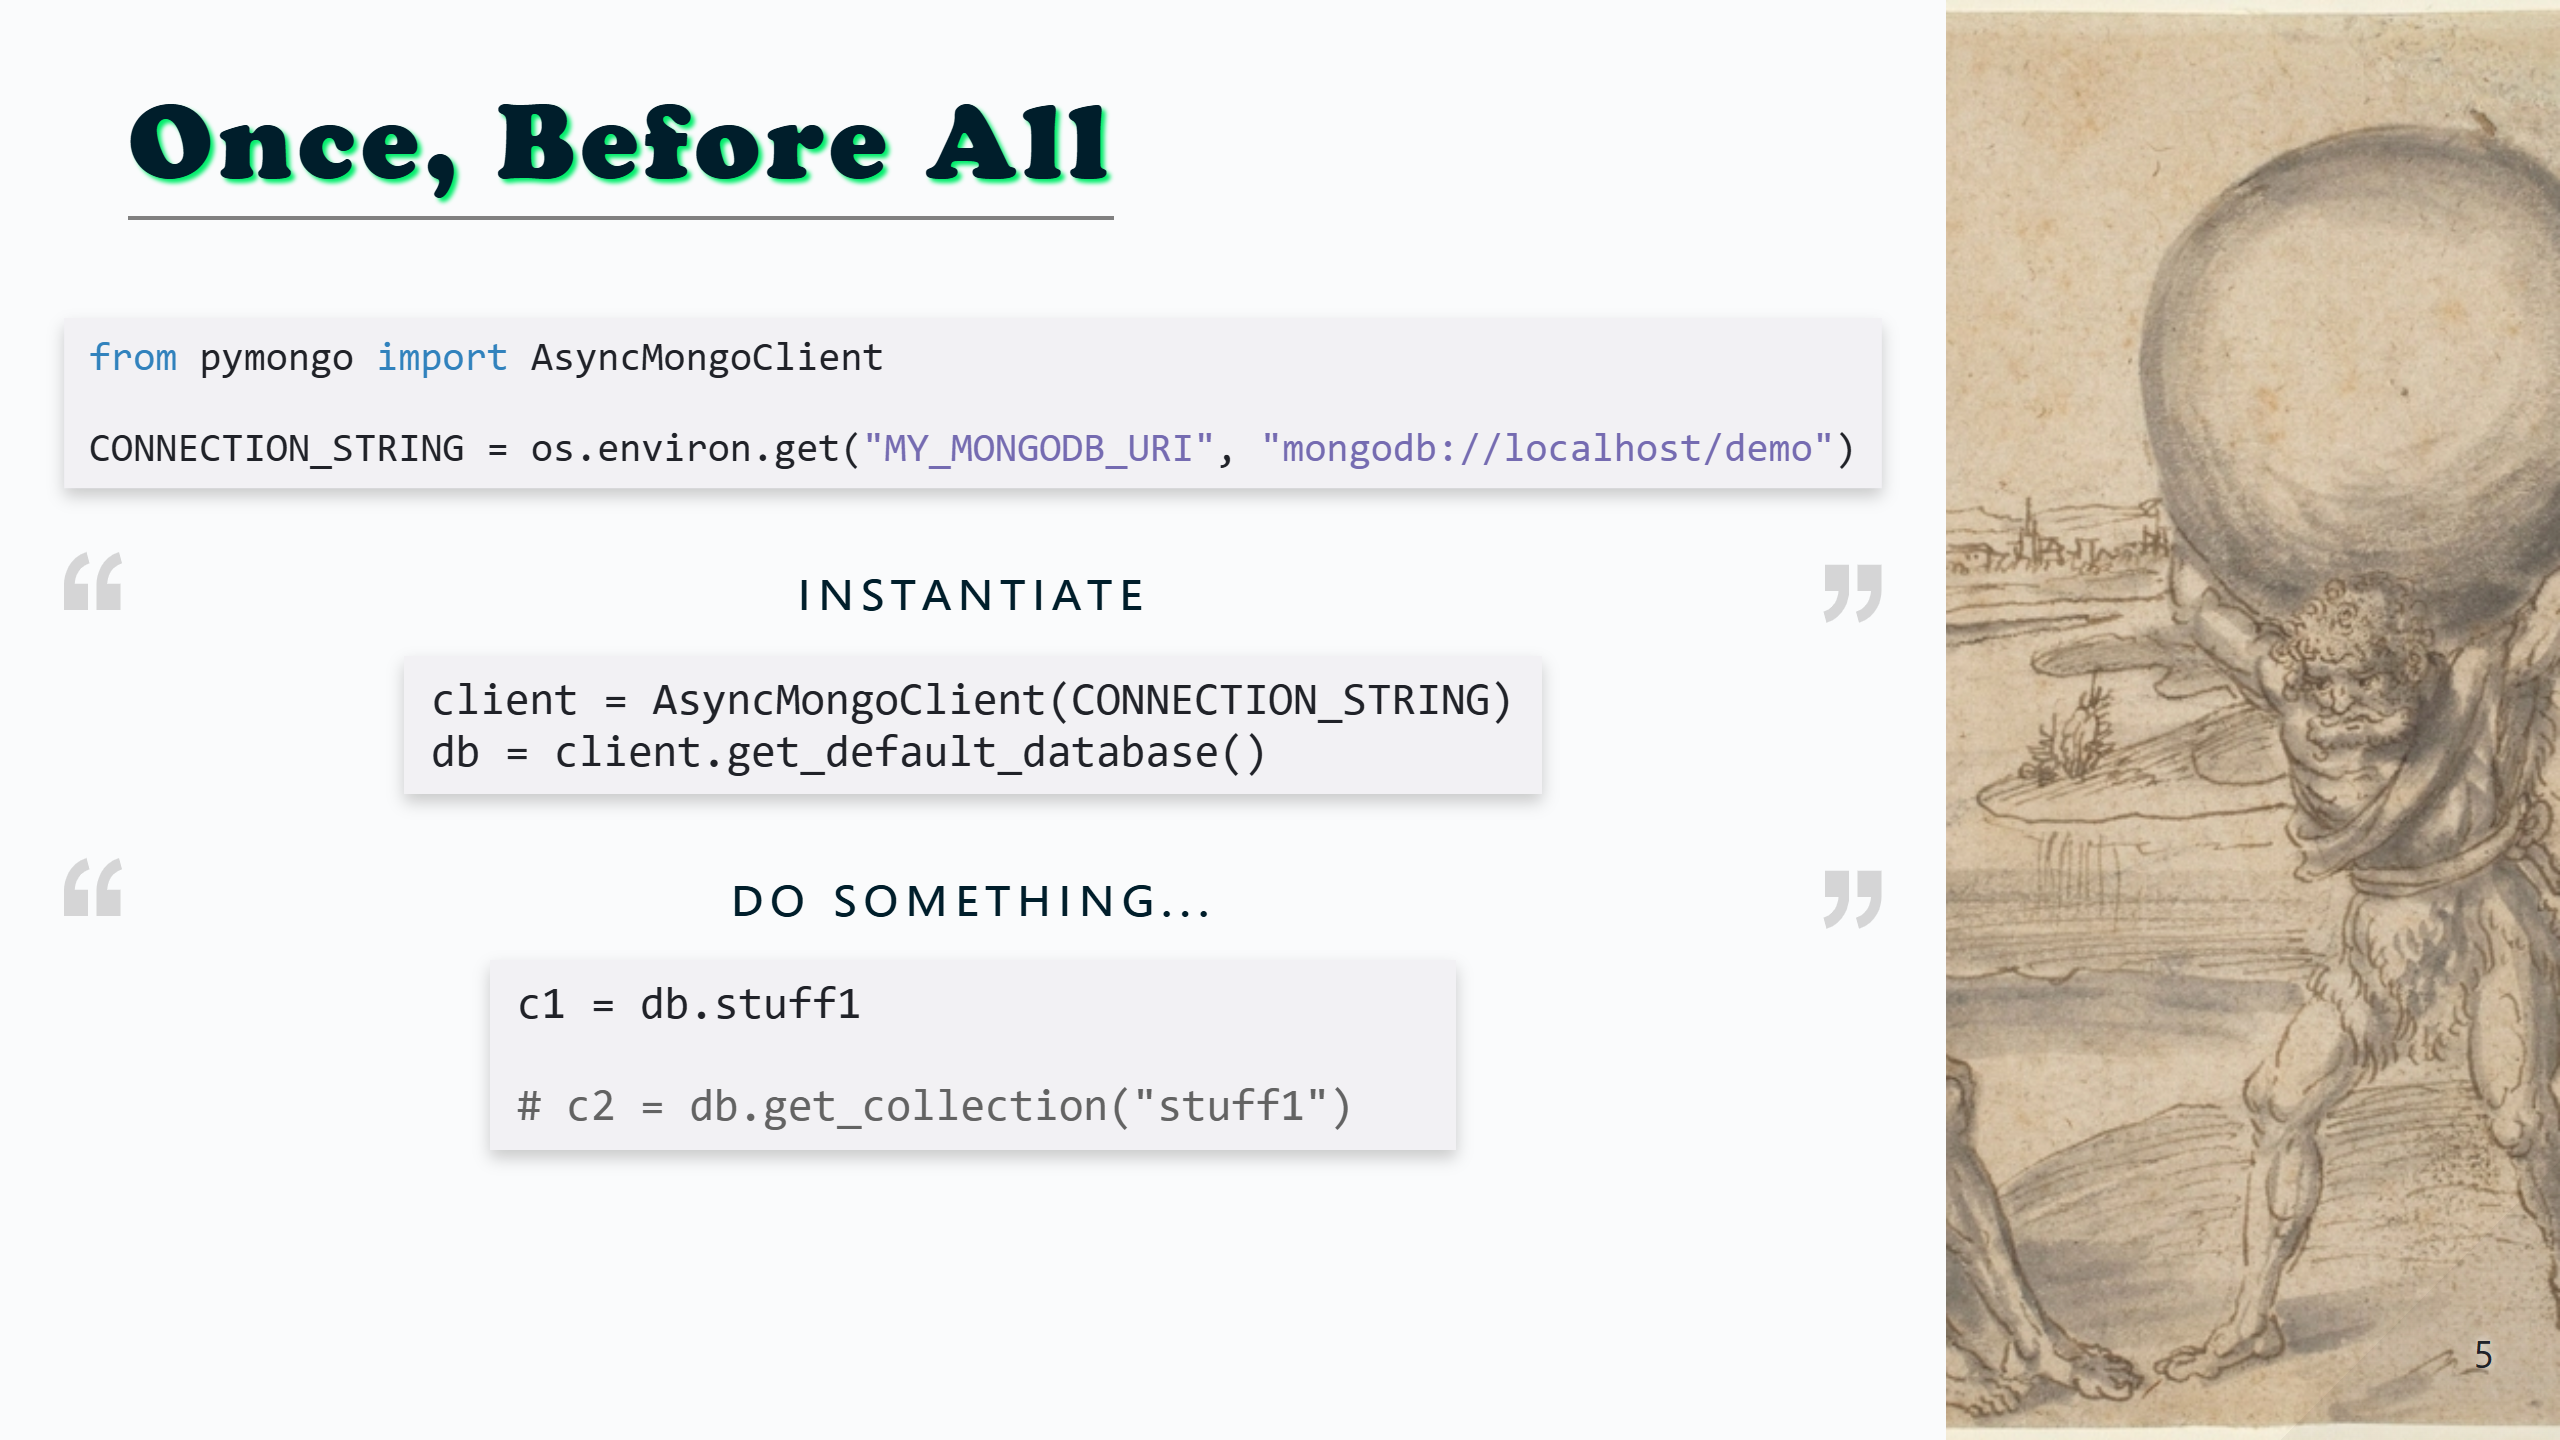 Once, Before All
from pymongo import AsyncMongoClient
CONNECTION_STRING = os.environ.get("MY_MONGODB_URI", "mongodb://localhost/demo")
“ INSTANTIATE ”
client = AsyncMongoClient(CONNECTION_STRING)
db = client.get_default_database()
“ DO SOMETHING... ”
c1 = db.stuff1
# c2 = db.get_collection("stuff1")
5